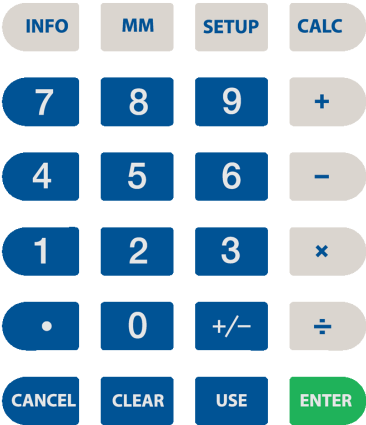 INFO MM SETUP CALC
7 8 9 +
4 5 6 −
1 2 3 ×
• 0 +/− ÷
CANCEL CLEAR USE ENTER